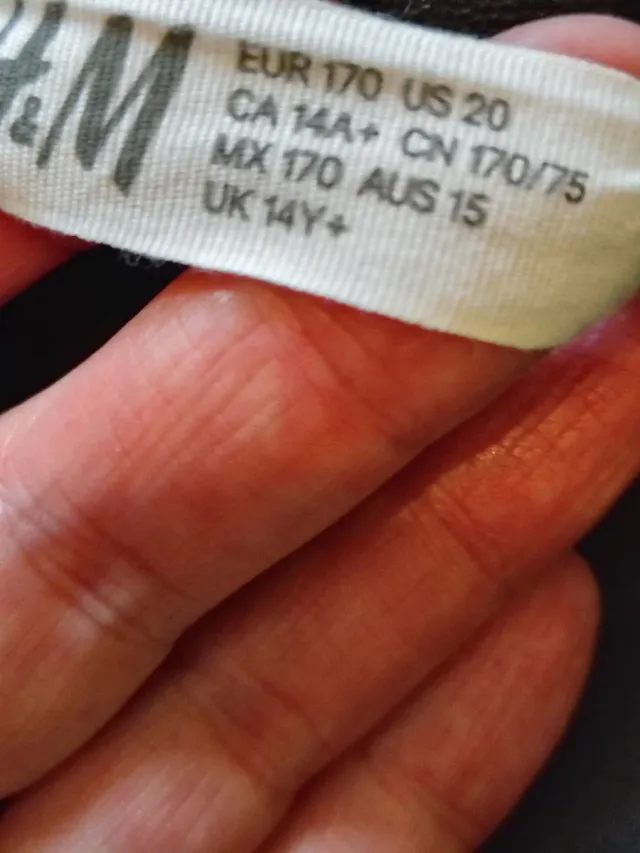 H&M
EUR 170 US 20
CA 14A+ CN 170/75
MX 170 AUS 15
UK 14Y+